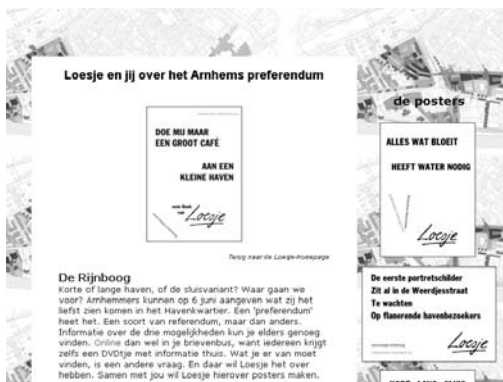 Loesje en jij over het Arnhems preferendum
DOE MIJ MAAR
EEN GROOT CAFÉ
AAN EEN
KLEINE HAVEN
Loesje
Terug naar de Loesje-homepage
De Rijnboog
Korte of lange haven, of de sluisvariant? Waar gaan we
voor? Arnhemmers kunnen op 6 juni aangeven wat zij het
liefst zien komen in het Havenkwartier. Een 'preferendum'
heet het. Een soort van referendum, maar dan anders.
Informatie over de drie mogelijkheden kun je elders genoeg
vinden. Online dan wel in je brievenbus, want iedereen krijgt
zelfs een DVDtje met informatie thuis. Wat je er van moet
vinden, is een andere vraag. En daar wil Loesje het over
hebben. Samen met jou wil Loesje hierover posters maken.
de posters
ALLES WAT BLOEIT
HEEFT WATER NODIG
Loesje
De eerste portretschilder
Zit al in de Weerdjesstraat
Te wachten
Op flanerende havenbezoekers
Loesje